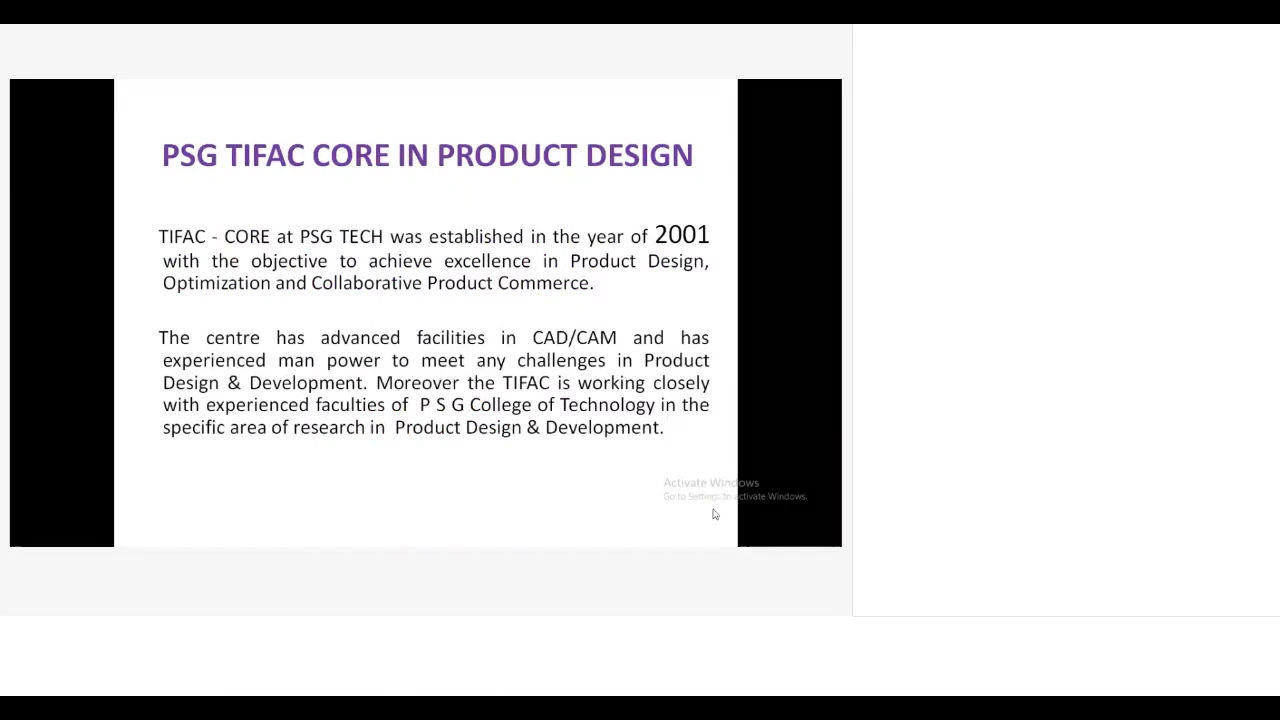 PSG TIFAC CORE IN PRODUCT DESIGN
TIFAC - CORE at PSG TECH was established in the year of 2001
with the objective to achieve excellence in Product Design,
Optimization and Collaborative Product Commerce.
The centre has advanced facilities in CAD/CAM and has
experienced man power to meet any challenges in Product
Design & Development. Moreover the TIFAC is working closely
with experienced faculties of P S G College of Technology in the
specific area of research in Product Design & Development.
Activate Windows
Go to Settings to activate Windows.